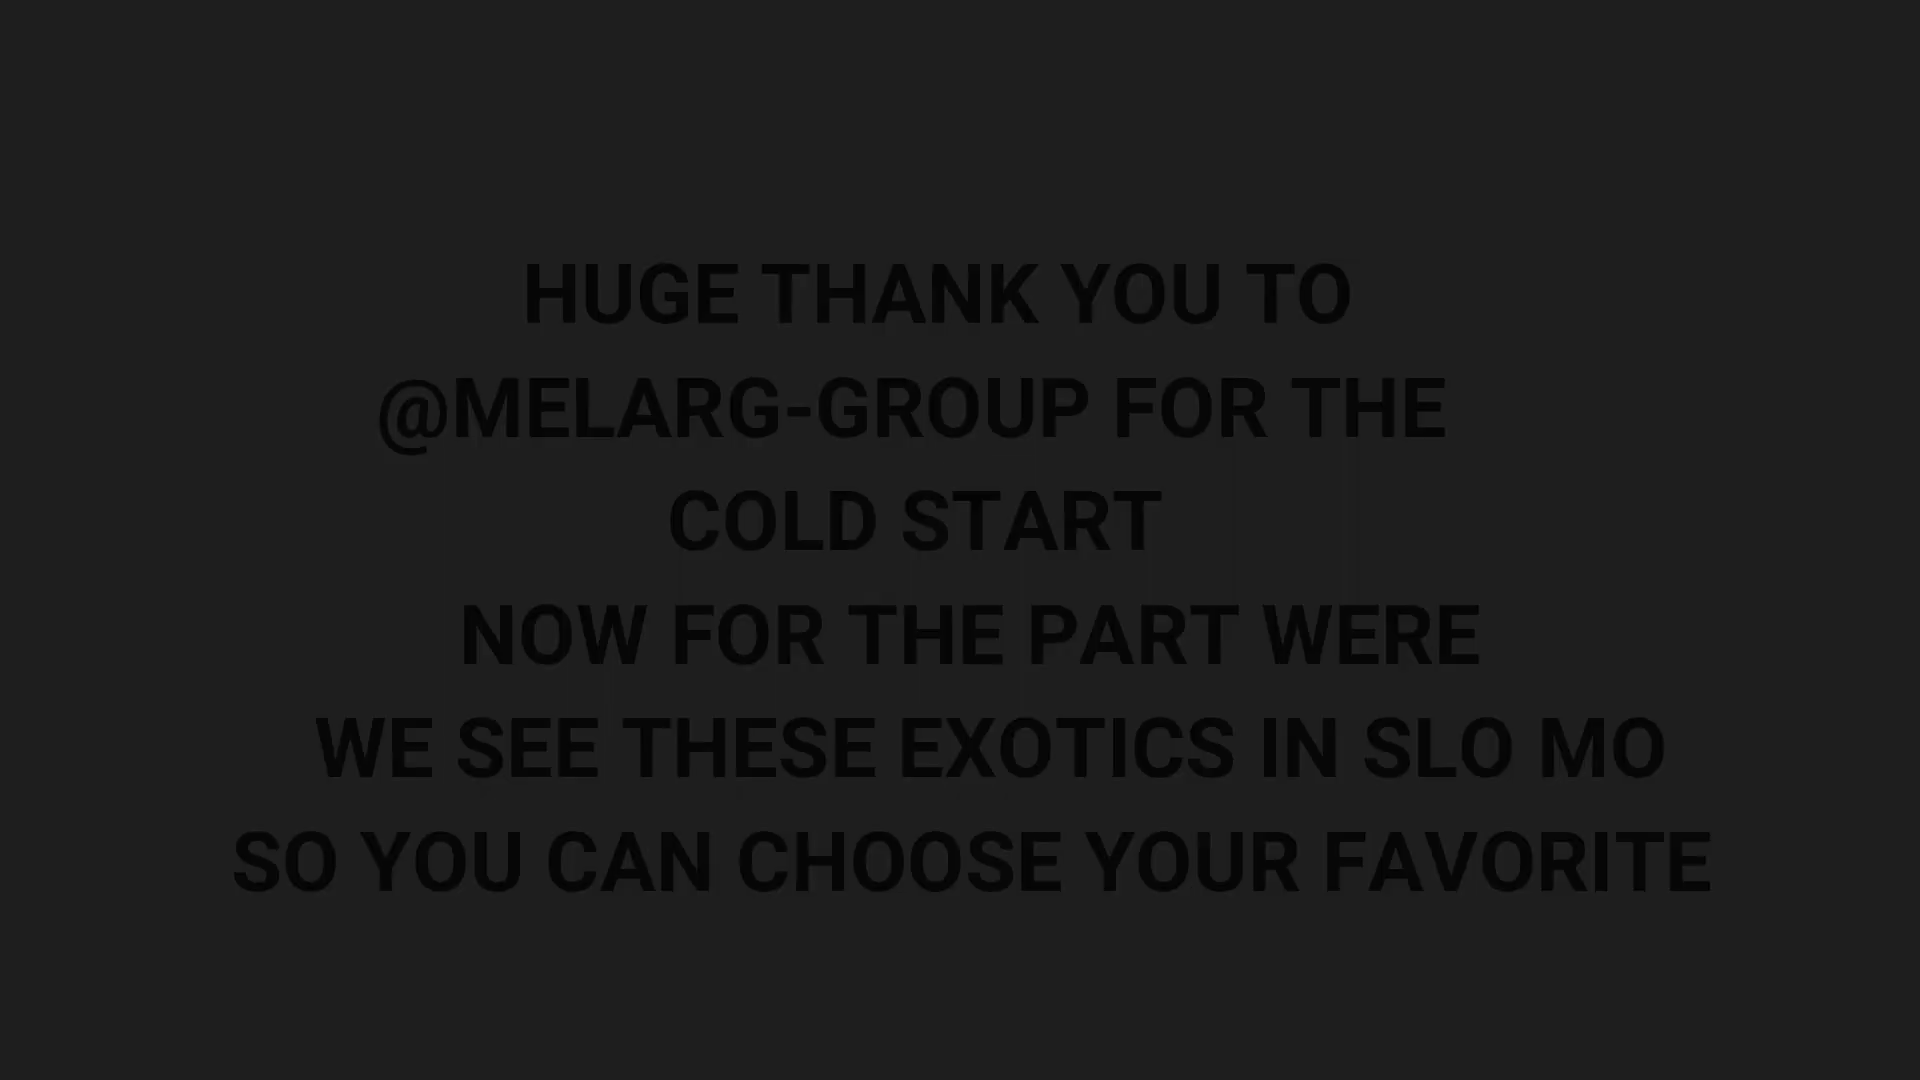 HUGE THANK YOU TO
@MELARG-GROUP FOR THE
COLD START
NOW FOR THE PART WERE
WE SEE THESE EXOTICS IN SLO MO
SO YOU CAN CHOOSE YOUR FAVORITE